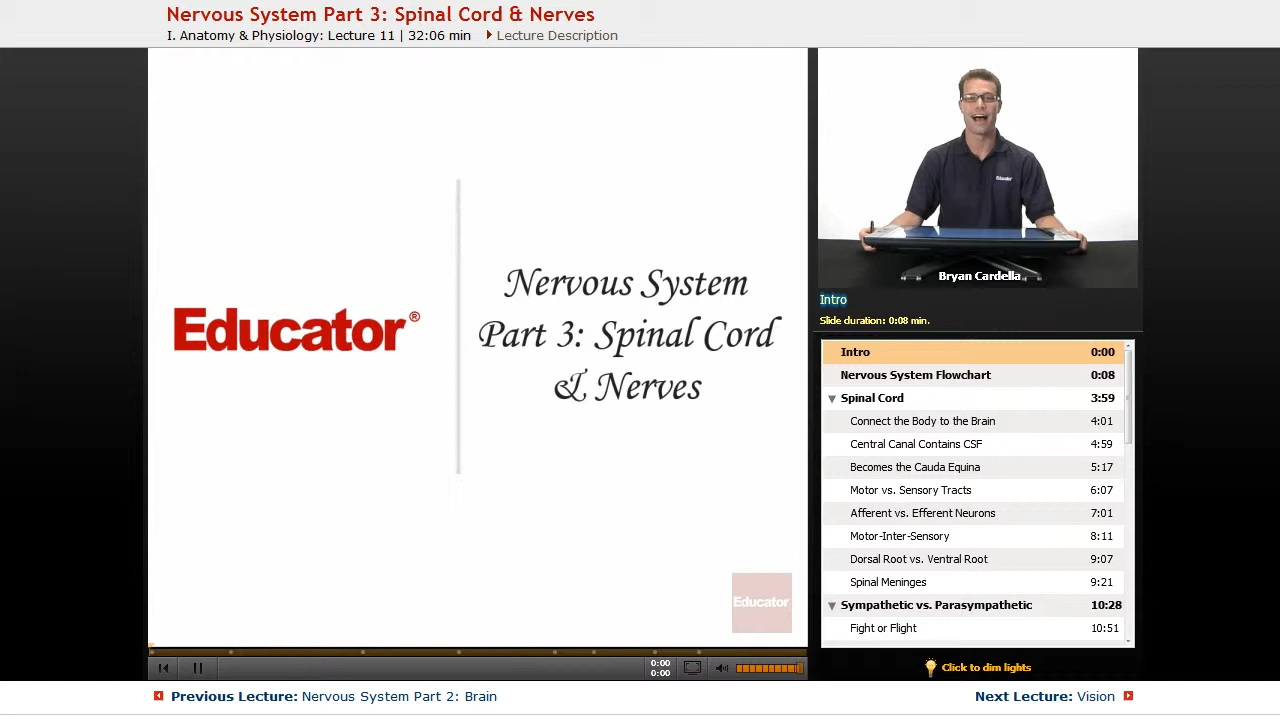 Nervous System Part 3: Spinal Cord & Nerves
I. Anatomy & Physiology: Lecture 11 | 32:06 min Lecture Description
Educator®
Nervous System
Part 3: Spinal Cord
& Nerves
Educator
Educator
Bryan Cardella
Intro
Slide duration: 0:08 min.
Intro 0:00
Nervous System Flowchart 0:08
Spinal Cord 3:59
Connect the Body to the Brain 4:01
Central Canal Contains CSF 4:59
Becomes the Cauda Equina 5:17
Motor vs. Sensory Tracts 6:07
Afferent vs. Efferent Neurons 7:01
Motor-Inter-Sensory 8:11
Dorsal Root vs. Ventral Root 9:07
Spinal Meninges 9:21
Sympathetic vs. Parasympathetic 10:28
Fight or Flight 10:51
0:00
0:00
Click to dim lights
Previous Lecture: Nervous System Part 2: Brain
Next Lecture: Vision